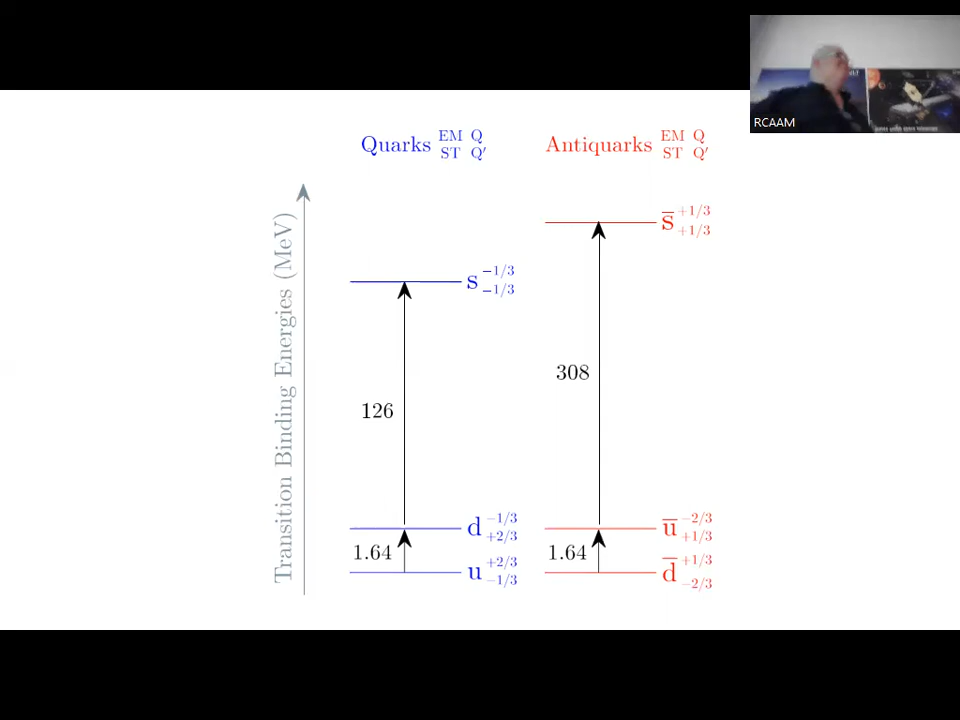 RCAAM
Quarks EM Q
ST Q′
Antiquarks EM Q
ST Q′
Transition Binding Energies (MeV)
s̅ +1/3
+1/3
s −1/3
−1/3
308
126
d −1/3
+2/3
u̅ −2/3
+1/3
1.64
1.64
u +2/3
−1/3
d̅ +1/3
−2/3